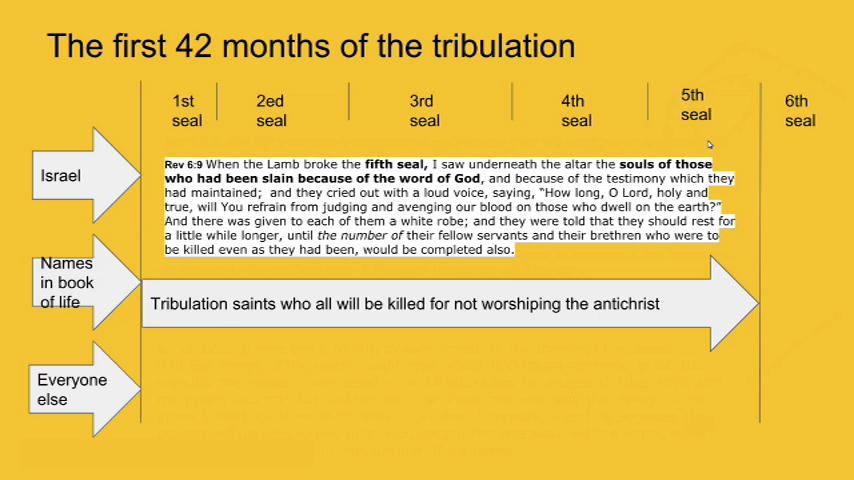 The first 42 months of the tribulation
1st
seal
2ed
seal
3rd
seal
4th
seal
5th
seal
6th
seal
Israel
Rev 6:9 When the Lamb broke the fifth seal, I saw underneath the altar the souls of those
who had been slain because of the word of God, and because of the testimony which they
had maintained;  and they cried out with a loud voice, saying, “How long, O Lord, holy and
true, will You refrain from judging and avenging our blood on those who dwell on the earth?”
And there was given to each of them a white robe; and they were told that they should rest for
a little while longer, until the number of their fellow servants and their brethren who were to
be killed even as they had been, would be completed also.
Names
in book
of life
Tribulation saints who all will be killed for not worshiping the antichrist
Everyone
else